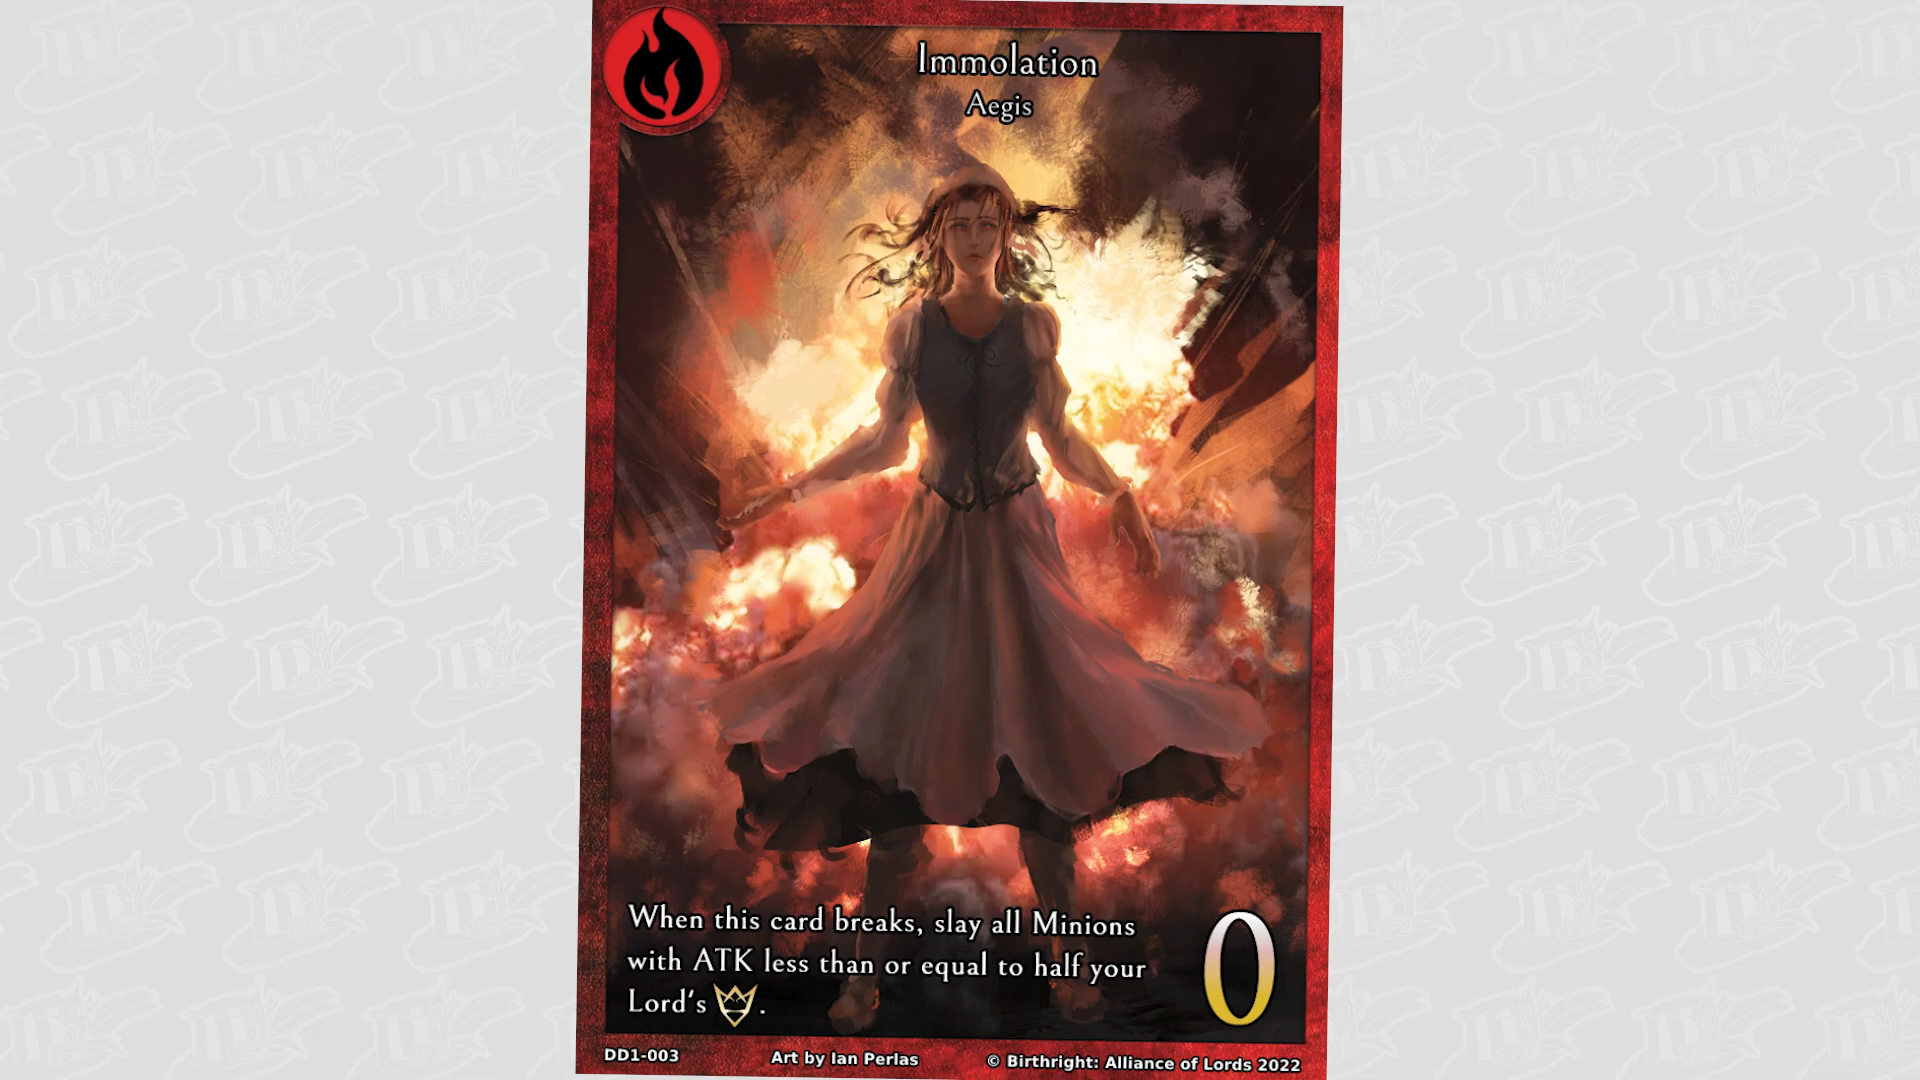 Immolation
Aegis
When this card breaks, slay all Minions
with ATK less than or equal to half your
Lord's .
0
DD1-003
Art by Ian Perlas
© Birthright: Alliance of Lords 2022